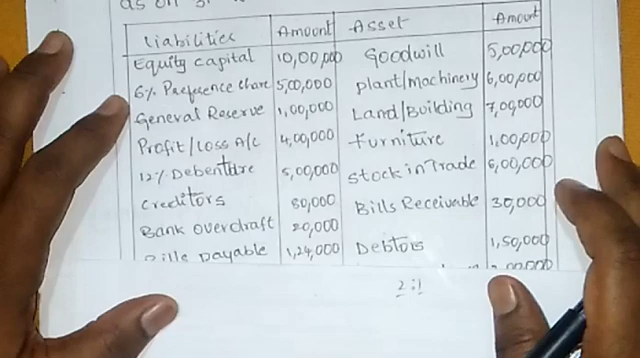 as on 31
Liabilities Amount Asset Amount
Equity capital 10,00,000 Goodwill 5,00,000
6% Preference share 5,00,000 plant/Machinery 6,00,000
General Reserve 1,00,000 Land/Building 7,00,000
Profit/Loss A/c 4,00,000 Furniture 1,00,000
12% Debenture 5,00,000 stock in Trade 6,00,000
Creditors 80,000 Bills Receivable 30,000
Bank overdraft 20,000
Bills payable 1,24,000 Debtors 1,50,000
2:1